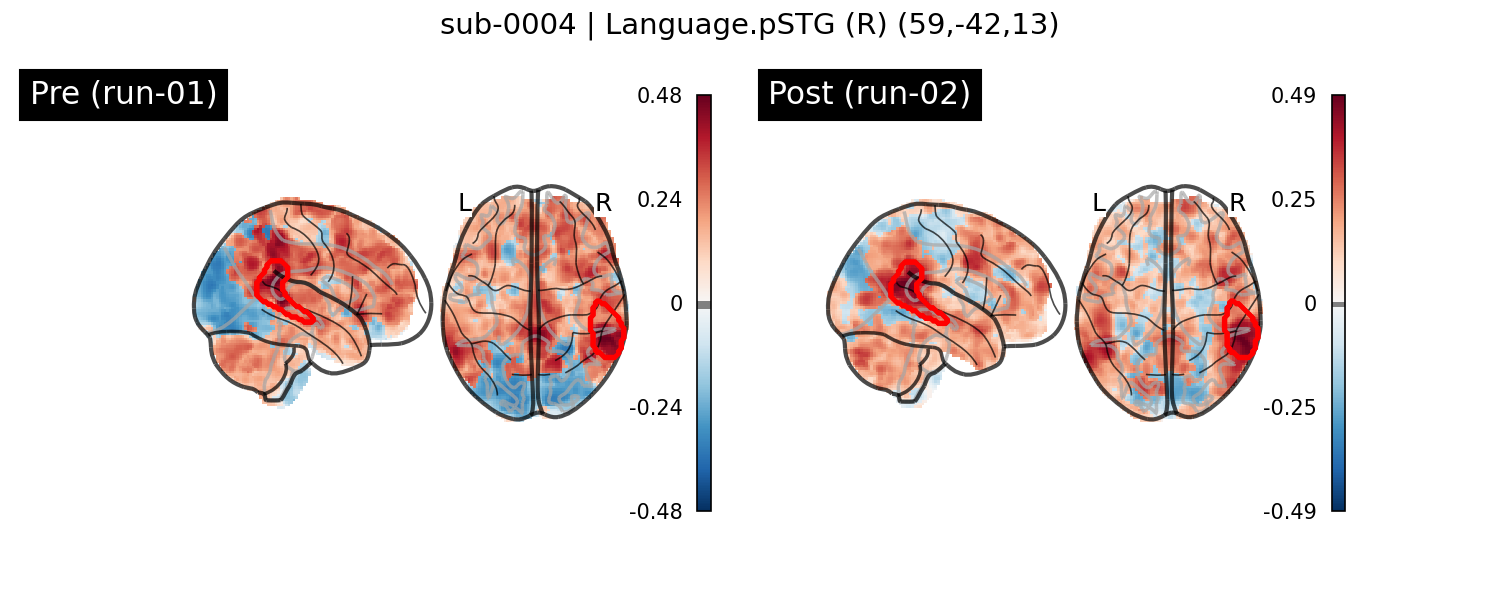 sub-0004 | Language.pSTG (R) (59,-42,13)
Pre (run-01)
L R
0.48
0.24
0
-0.24
-0.48
Post (run-02)
L R
0.49
0.25
0
-0.25
-0.49